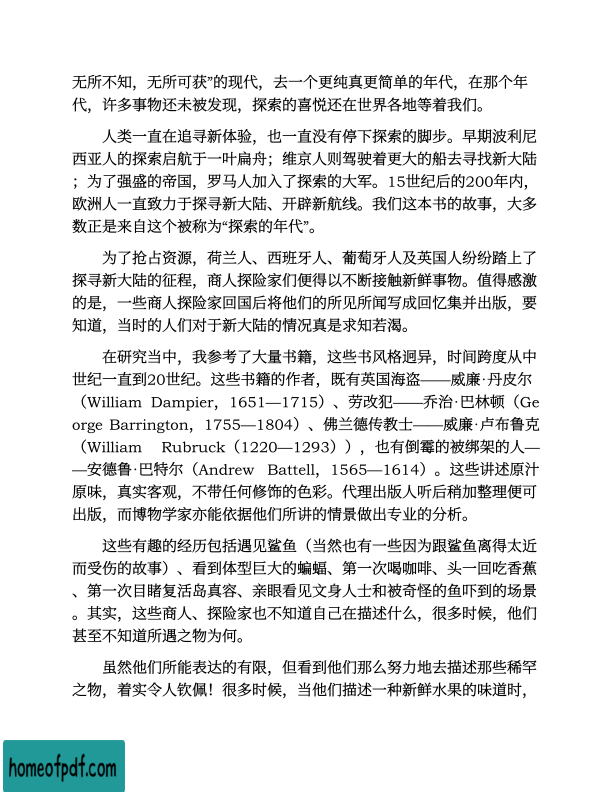 无所不知，无所可获”的现代，去一个更纯真更简单的年代，在那个年
代，许多事物还未被发现，探索的喜悦还在世界各地等着我们。
人类一直在追寻新体验，也一直没有停下探索的脚步。早期波利尼
西亚人的探索启航于一叶扁舟；维京人则驾驶着更大的船去寻找新大陆
；为了强盛的帝国，罗马人加入了探索的大军。15世纪后的200年内，
欧洲人一直致力于探寻新大陆、开辟新航线。我们这本书的故事，大多
数正是来自这个被称为“探索的年代”。
为了抢占资源，荷兰人、西班牙人、葡萄牙人及英国人纷纷踏上了
探寻新大陆的征程，商人探险家们便得以不断接触新鲜事物。值得感激
的是，一些商人探险家回国后将他们的所见所闻写成回忆集并出版，要
知道，当时的人们对于新大陆的情况真是求知若渴。
在研究当中，我参考了大量书籍，这些书风格迥异，时间跨度从中
世纪一直到20世纪。这些书籍的作者，既有英国海盗——威廉·丹皮尔
（William Dampier，1651—1715）、劳改犯——乔治·巴林顿（Ge
orge Barrington，1755—1804）、佛兰德传教士——威廉·卢布鲁克
（William Rubruck（1220—1293）），也有倒霉的被绑架的人—
—安德鲁·巴特尔（Andrew Battell，1565—1614）。这些讲述原汁
原味，真实客观，不带任何修饰的色彩。代理出版人听后稍加整理便可
出版，而博物学家亦能依据他们所讲的情景做出专业的分析。
这些有趣的经历包括遇见鲨鱼（当然也有一些因为跟鲨鱼离得太近
而受伤的故事）、看到体型巨大的蝙蝠、第一次喝咖啡、头一回吃香蕉
、第一次目睹复活岛真容、亲眼看见文身人士和被奇怪的鱼吓到的场景
。其实，这些商人、探险家也不知道自己在描述什么，很多时候，他们
甚至不知道所遇之物为何。
虽然他们所能表达的有限，但看到他们那么努力地去描述那些稀罕
之物，着实令人钦佩！很多时候，当他们描述一种新鲜水果的味道时，
homeofpdf.com